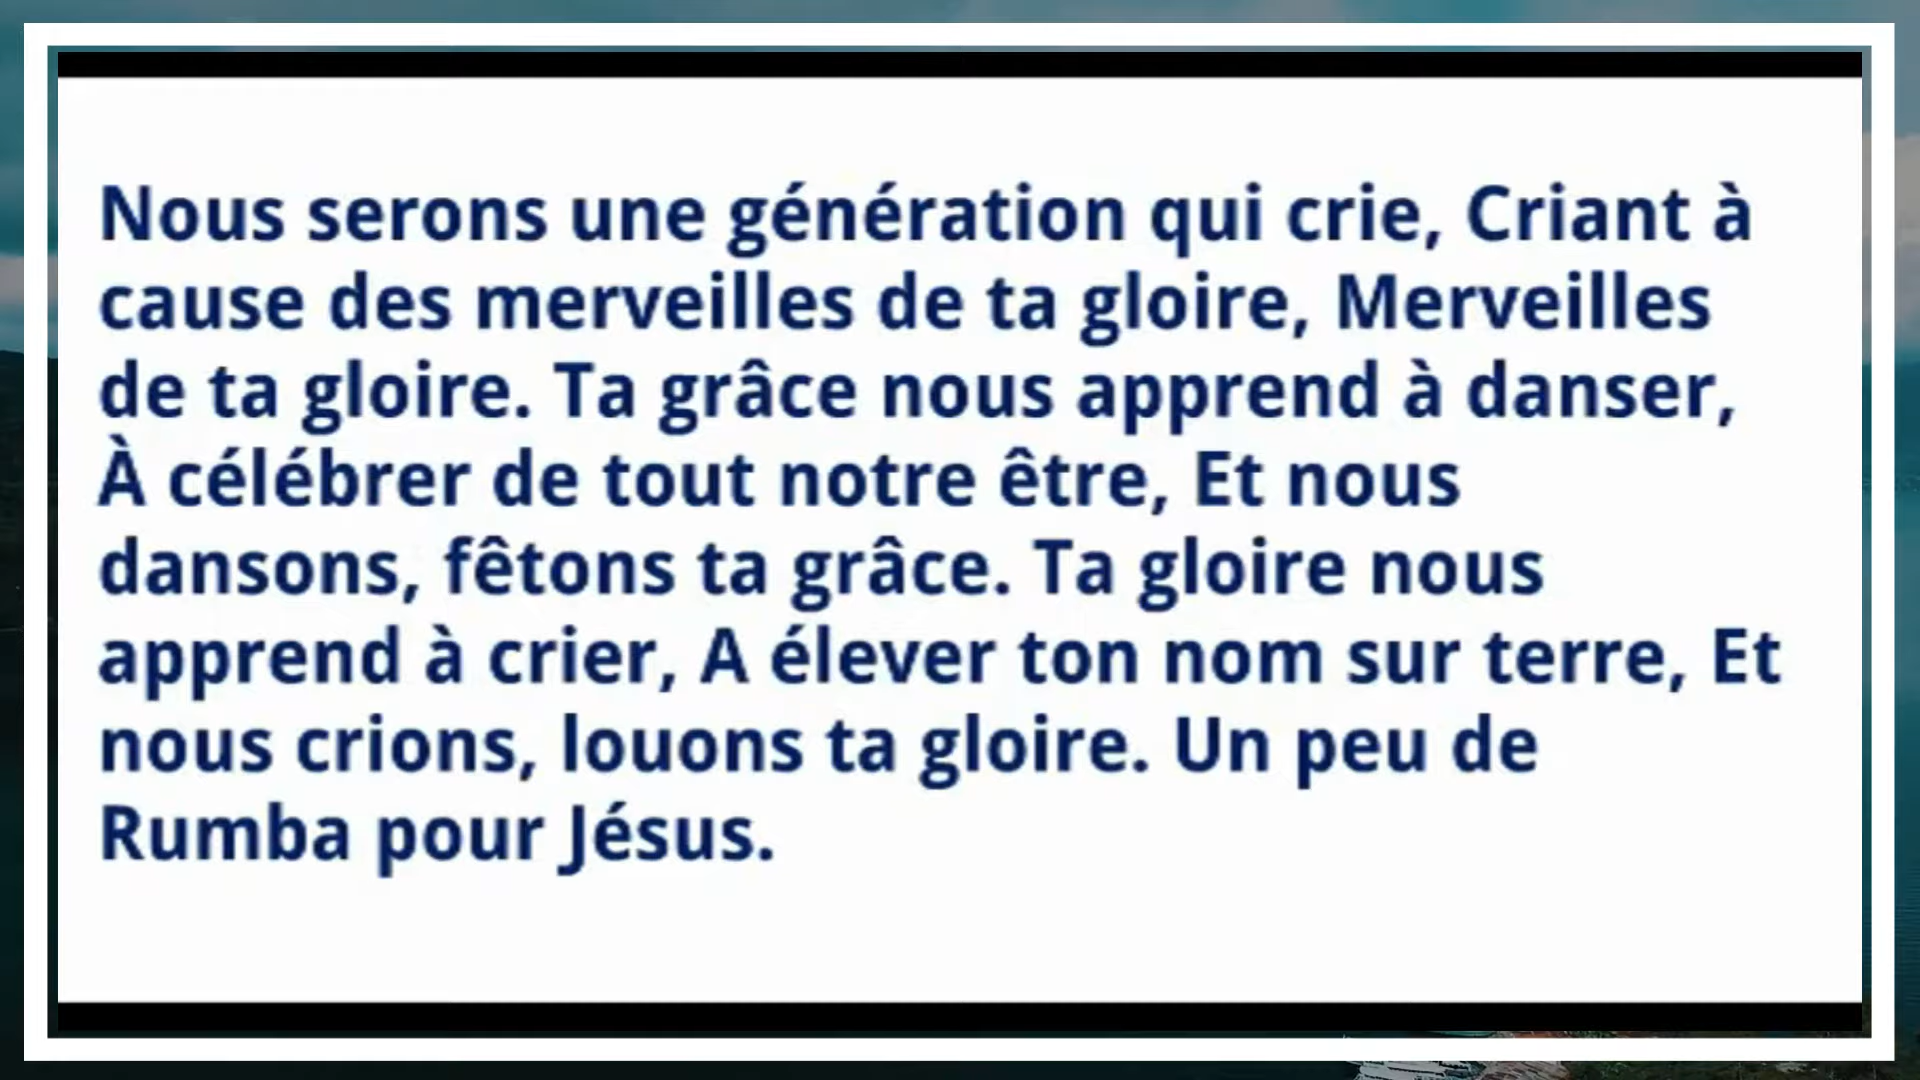 Nous serons une génération qui crie, Criant à
cause des merveilles de ta gloire, Merveilles
de ta gloire. Ta grâce nous apprend à danser,
À célébrer de tout notre être, Et nous
dansons, fêtons ta grâce. Ta gloire nous
apprend à crier, A élever ton nom sur terre, Et
nous crions, louons ta gloire. Un peu de
Rumba pour Jésus.